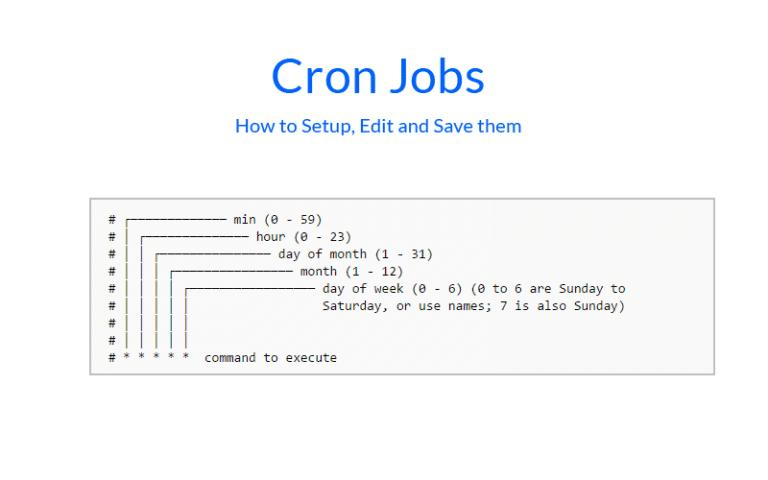 Cron Jobs
How to Setup, Edit and Save them
# ┌───────────── min (0 - 59)
# │ ┌────────────── hour (0 - 23)
# │ │ ┌─────────────── day of month (1 - 31)
# │ │ │ ┌──────────────── month (1 - 12)
# │ │ │ │ ┌───────────────── day of week (0 - 6) (0 to 6 are Sunday to
# │ │ │ │ │                  Saturday, or use names; 7 is also Sunday)
# │ │ │ │ │
# │ │ │ │ │
# * * * * *  command to execute